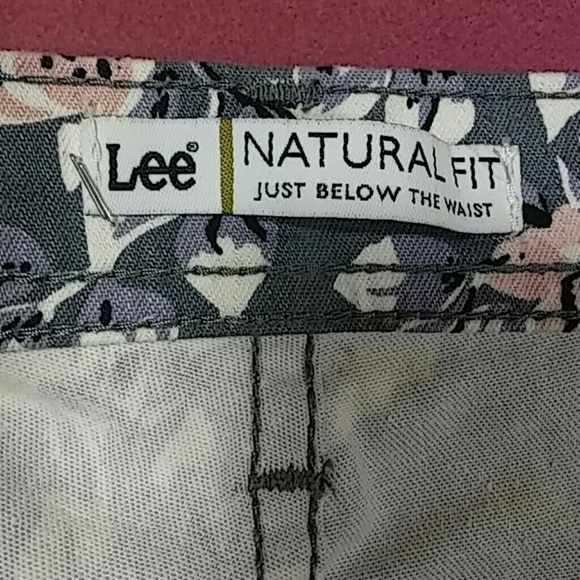 Lee®
NATURAL FIT
JUST BELOW THE WAIST